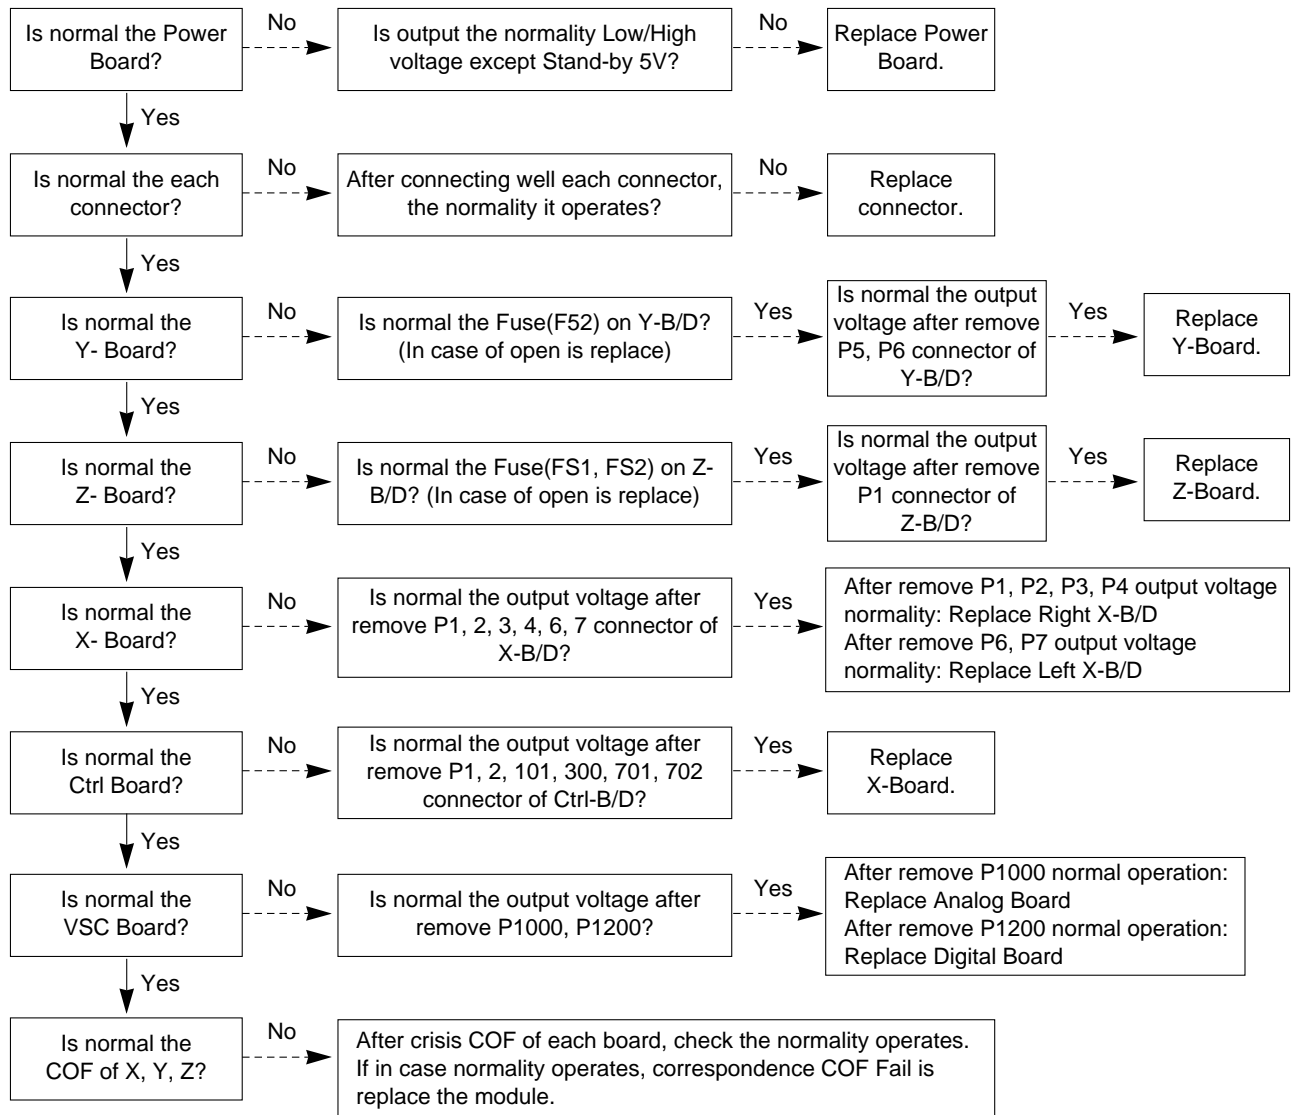 Is normal the Power
Board?
No
Is output the normality Low/High
voltage except Stand-by 5V?
No
Replace Power
Board.
Yes
Is normal the each
connector?
No
After connecting well each connector,
the normality it operates?
No
Replace
connector.
Yes
Is normal the
Y- Board?
No
Is normal the Fuse(F52) on Y-B/D?
(In case of open is replace)
Yes
Is normal the output
voltage after remove
P5, P6 connector of
Y-B/D?
Yes
Replace
Y-Board.
Yes
Is normal the
Z- Board?
No
Is normal the Fuse(FS1, FS2) on Z-
B/D? (In case of open is replace)
Yes
Is normal the output
voltage after remove
P1 connector of
Z-B/D?
Yes
Replace
Z-Board.
Yes
Is normal the
X- Board?
No
Is normal the output voltage after
remove P1, 2, 3, 4, 6, 7 connector of
X-B/D?
Yes
After remove P1, P2, P3, P4 output voltage
normality: Replace Right X-B/D
After remove P6, P7 output voltage
normality: Replace Left X-B/D
Yes
Is normal the
Ctrl Board?
No
Is normal the output voltage after
remove P1, 2, 101, 300, 701, 702
connector of Ctrl-B/D?
Yes
Replace
X-Board.
Yes
Is normal the
VSC Board?
No
Is normal the output voltage after
remove P1000, P1200?
Yes
After remove P1000 normal operation:
Replace Analog Board
After remove P1200 normal operation:
Replace Digital Board
Yes
Is normal the
COF of X, Y, Z?
No
After crisis COF of each board, check the normality operates.
If in case normality operates, correspondence COF Fail is
replace the module.